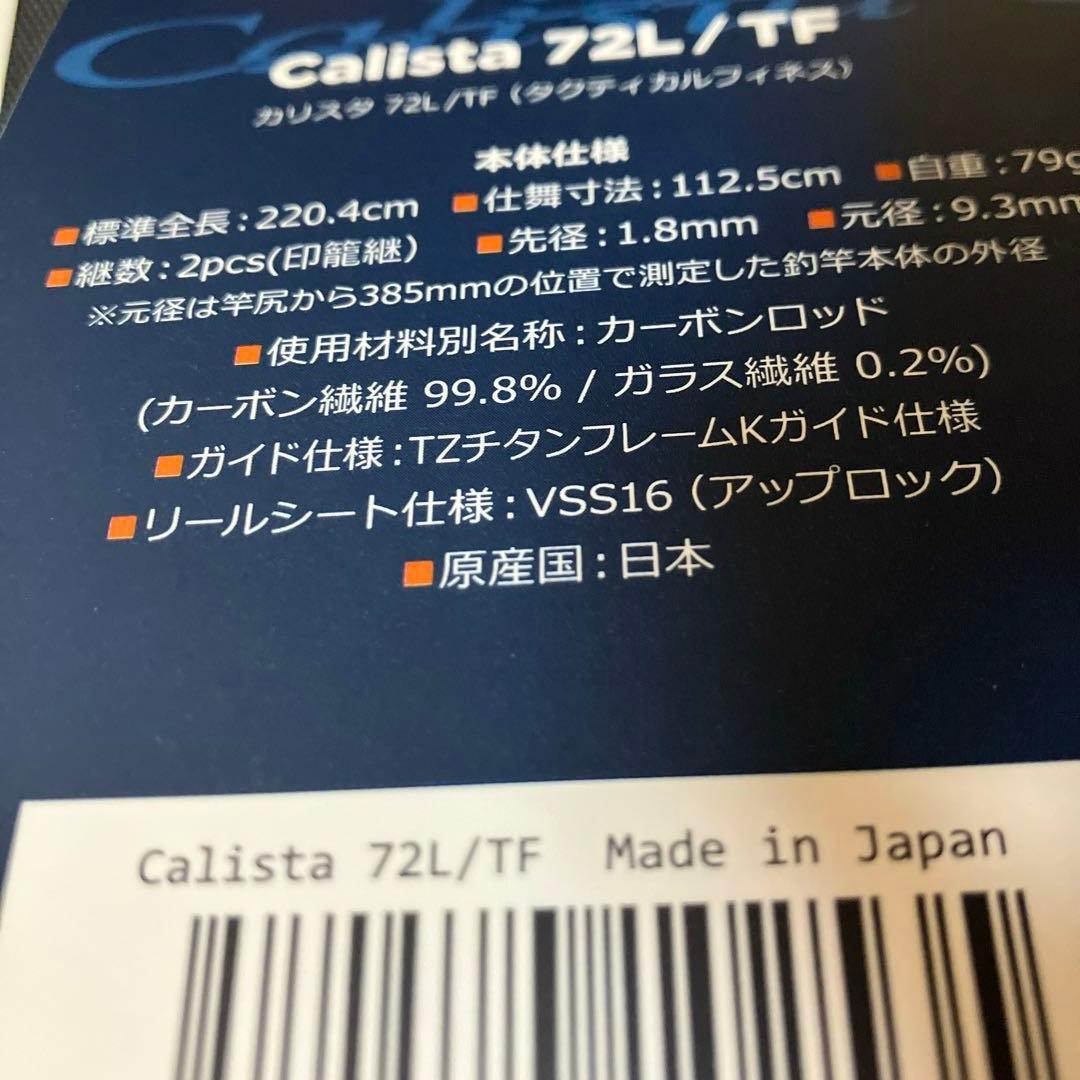 Calista
Calista 72L/TF
カリスタ 72L/TF（タクティカルフィネス）
本体仕様
■標準全長：220.4cm ■仕舞寸法：112.5cm ■自重：79g
■継数：2pcs(印籠継） ■先径：1.8mm ■元径：9.3mm
※元径は竿尻から385mmの位置で測定した釣竿本体の外径
■使用材料別名称：カーボンロッド
(カーボン繊維 99.8% / ガラス繊維 0.2%)
■ガイド仕様：TZチタンフレームKガイド仕様
■リールシート仕様：VSS16（アップロック）
■原産国：日本
Calista 72L/TF Made in Japan